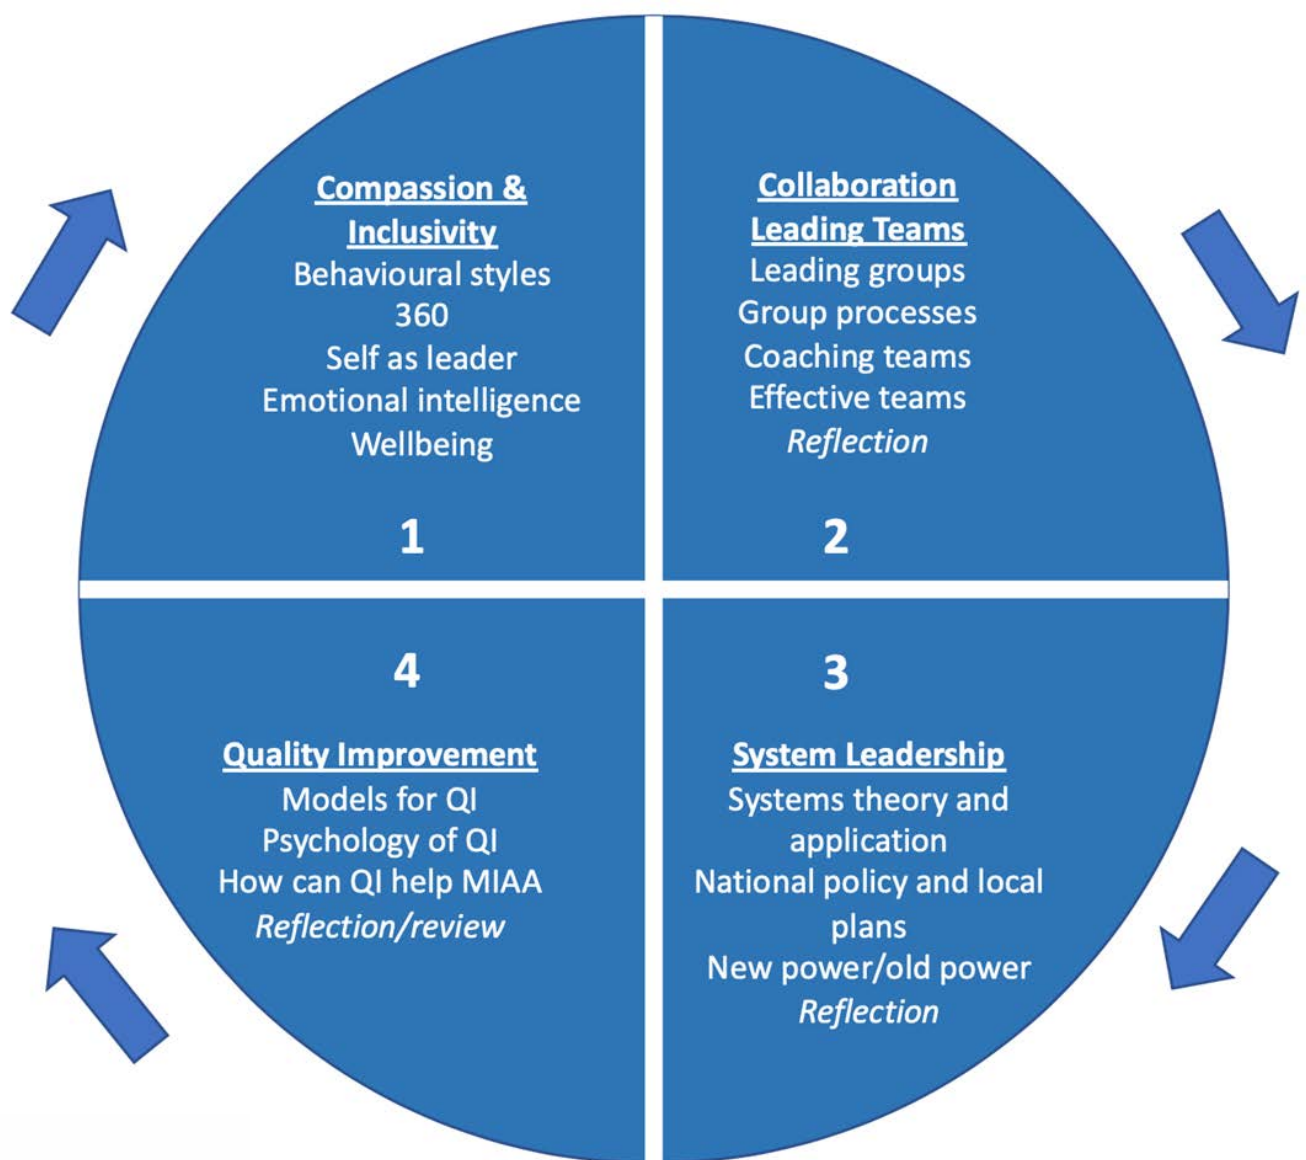 Compassion &
Inclusivity
Behavioural styles
360
Self as leader
Emotional intelligence
Wellbeing
1
Collaboration
Leading Teams
Leading groups
Group processes
Coaching teams
Effective teams
Reflection
2
3
System Leadership
Systems theory and
application
National policy and local
plans
New power/old power
Reflection
4
Quality Improvement
Models for QI
Psychology of QI
How can QI help MIAA
Reflection/review